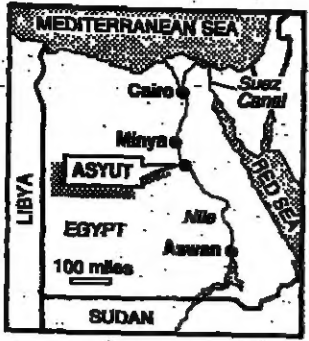 MEDITERRANEAN SEA
Cairo
Suez
Canal
Minya
ASYUT
RED SEA
LIBYA
Nile
EGYPT
Aswan
100 miles
SUDAN